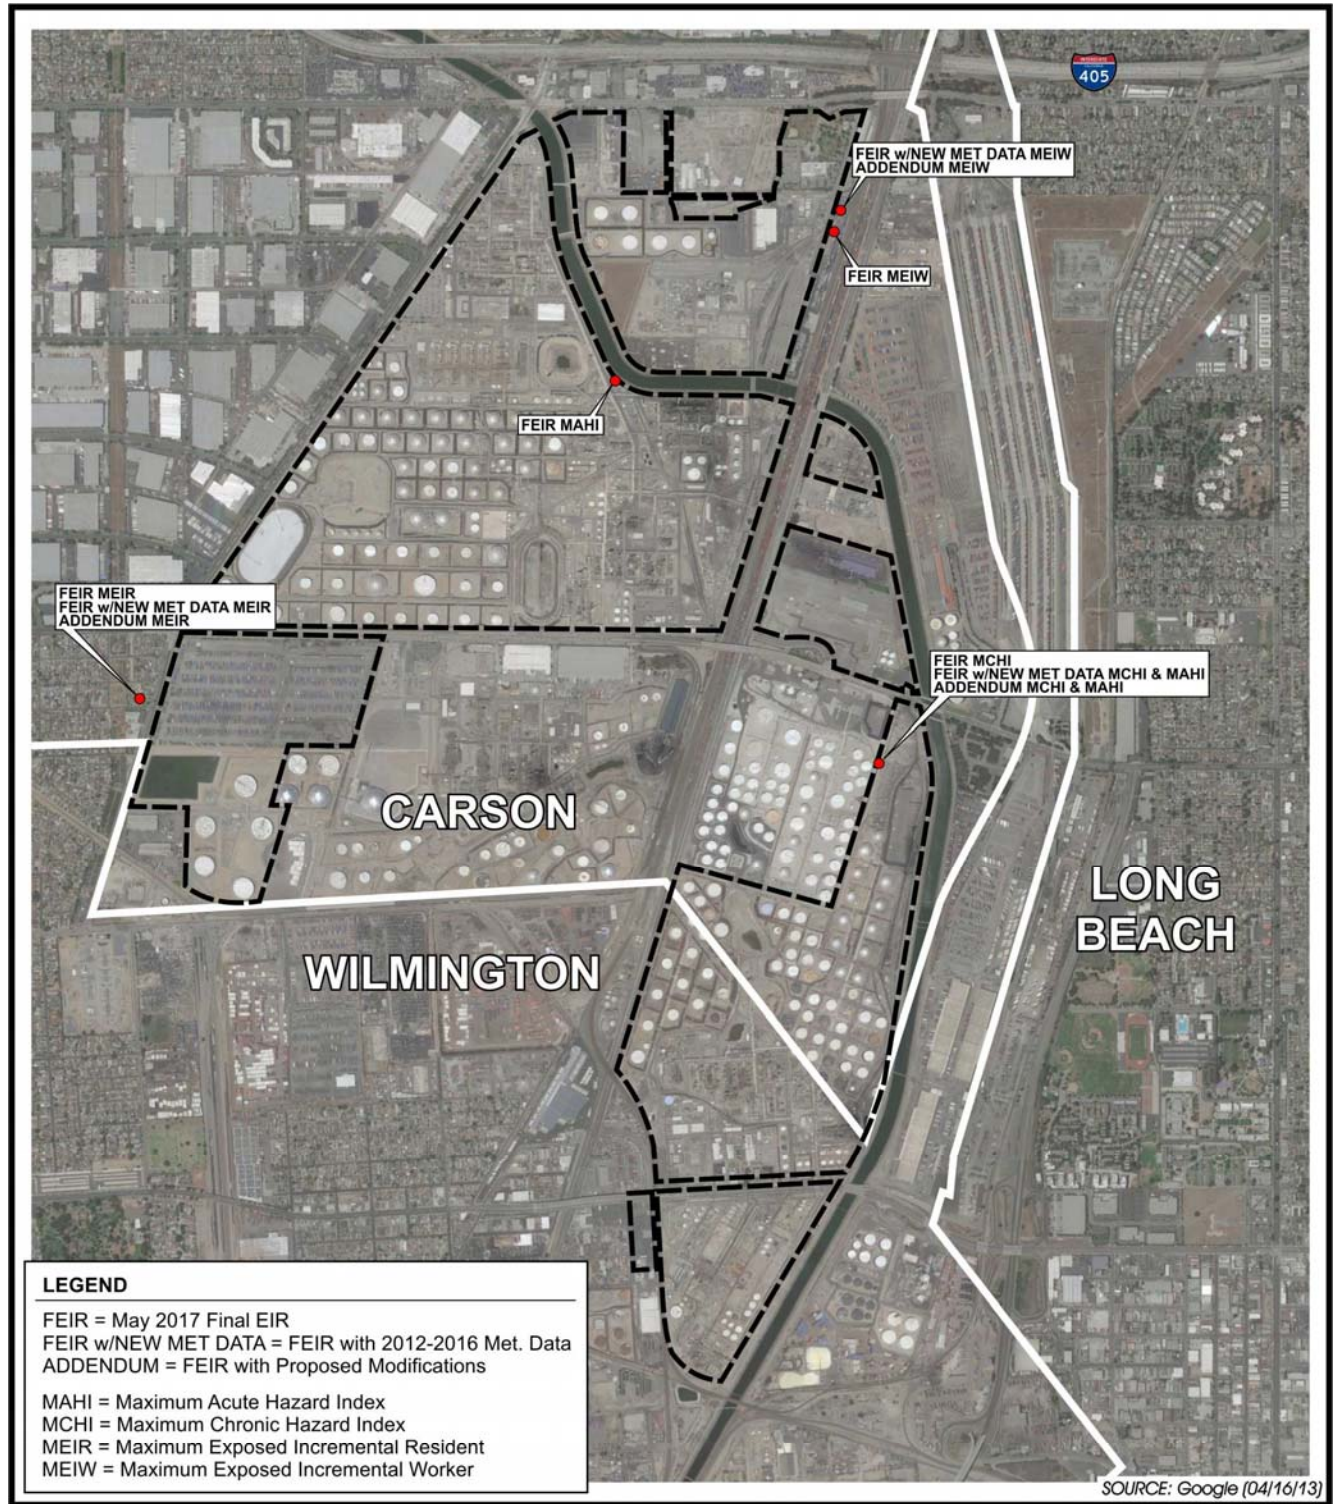 INTERSTATE
CALIFORNIA
405
FEIR w/NEW MET DATA MEIW
ADDENDUM MEIW
FEIR MEIW
FEIR MAHI
FEIR MEIR
FEIR w/NEW MET DATA MEIR
ADDENDUM MEIR
FEIR MCHI
FEIR w/NEW MET DATA MCHI & MAHI
ADDENDUM MCHI & MAHI
CARSON
LONG
BEACH
WILMINGTON
LEGEND
FEIR = May 2017 Final EIR
FEIR w/NEW MET DATA = FEIR with 2012-2016 Met. Data
ADDENDUM = FEIR with Proposed Modifications
MAHI = Maximum Acute Hazard Index
MCHI = Maximum Chronic Hazard Index
MEIR = Maximum Exposed Incremental Resident
MEIW = Maximum Exposed Incremental Worker
SOURCE: Google (04/16/13)